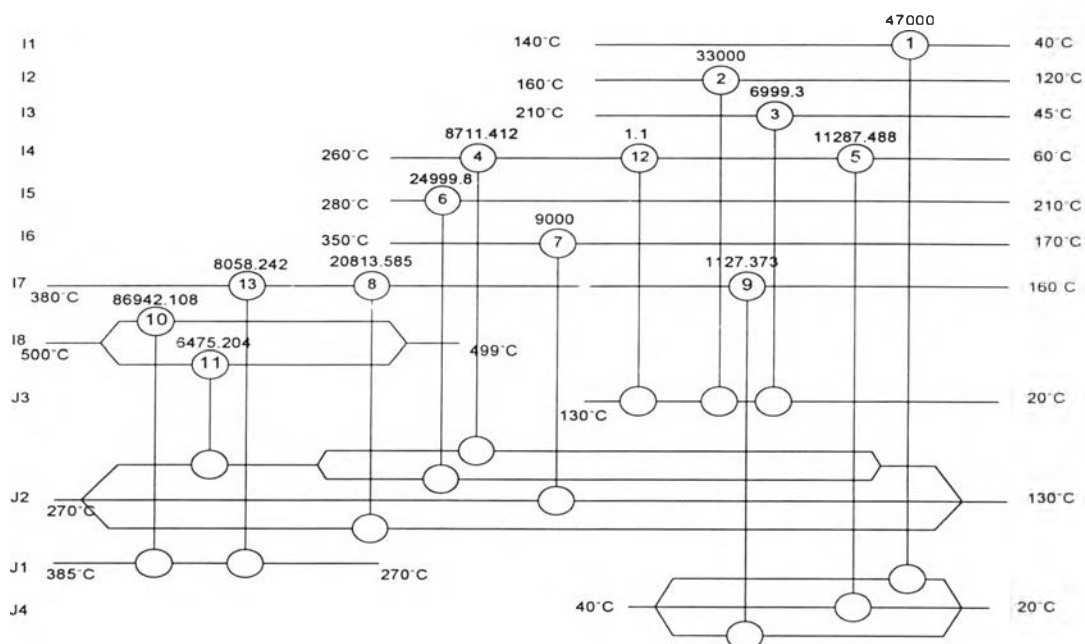 47000
I1 140°C 1 40°C
33000
I2 160°C 2 120°C
6999.3
I3 210°C 3 45°C
8711.412 1.1 11287.488
I4 260°C 4 12 5 60°C
24999.8
I5 280°C 6 210°C
9000
I6 350°C 7 170°C
8058.242 20813.585 1127.373
I7 380°C 13 8 9 160 C
86942.108
10
I8 500°C 499°C
6475.204
11
J3 130°C 20°C
J2 270°C 130°C
J1 385°C 270°C
J4 40°C 20°C